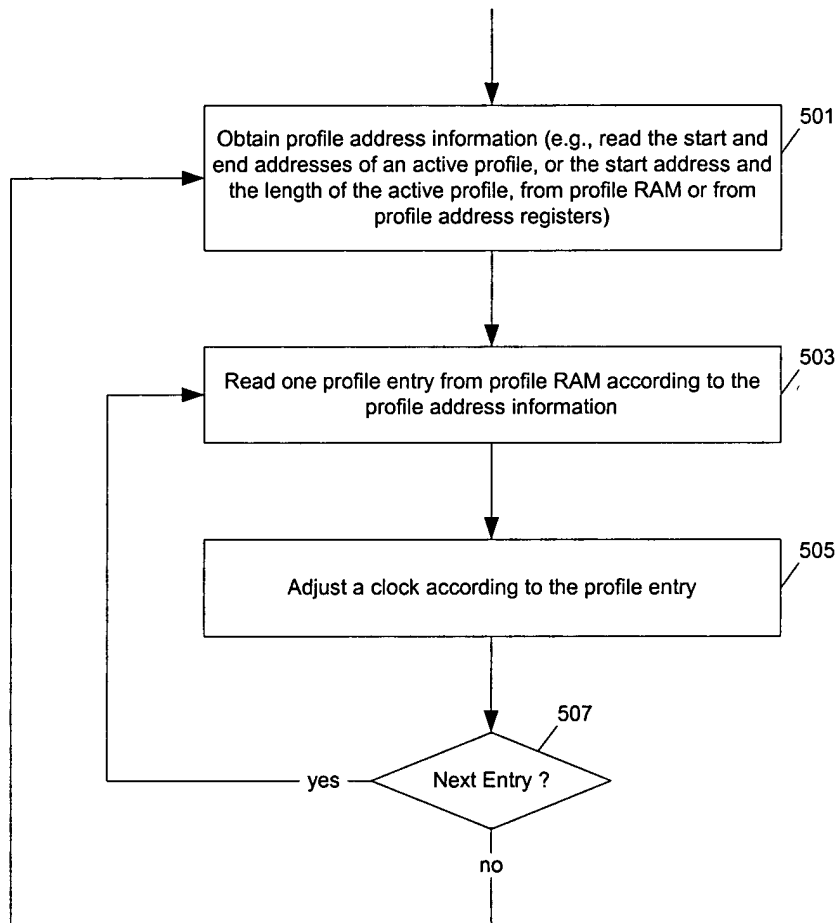 501
Obtain profile address information (e.g., read the start and
end addresses of an active profile, or the start address and
the length of the active profile, from profile RAM or from
profile address registers)
503
Read one profile entry from profile RAM according to the
profile address information
505
Adjust a clock according to the profile entry
507
Next Entry ?
yes
no